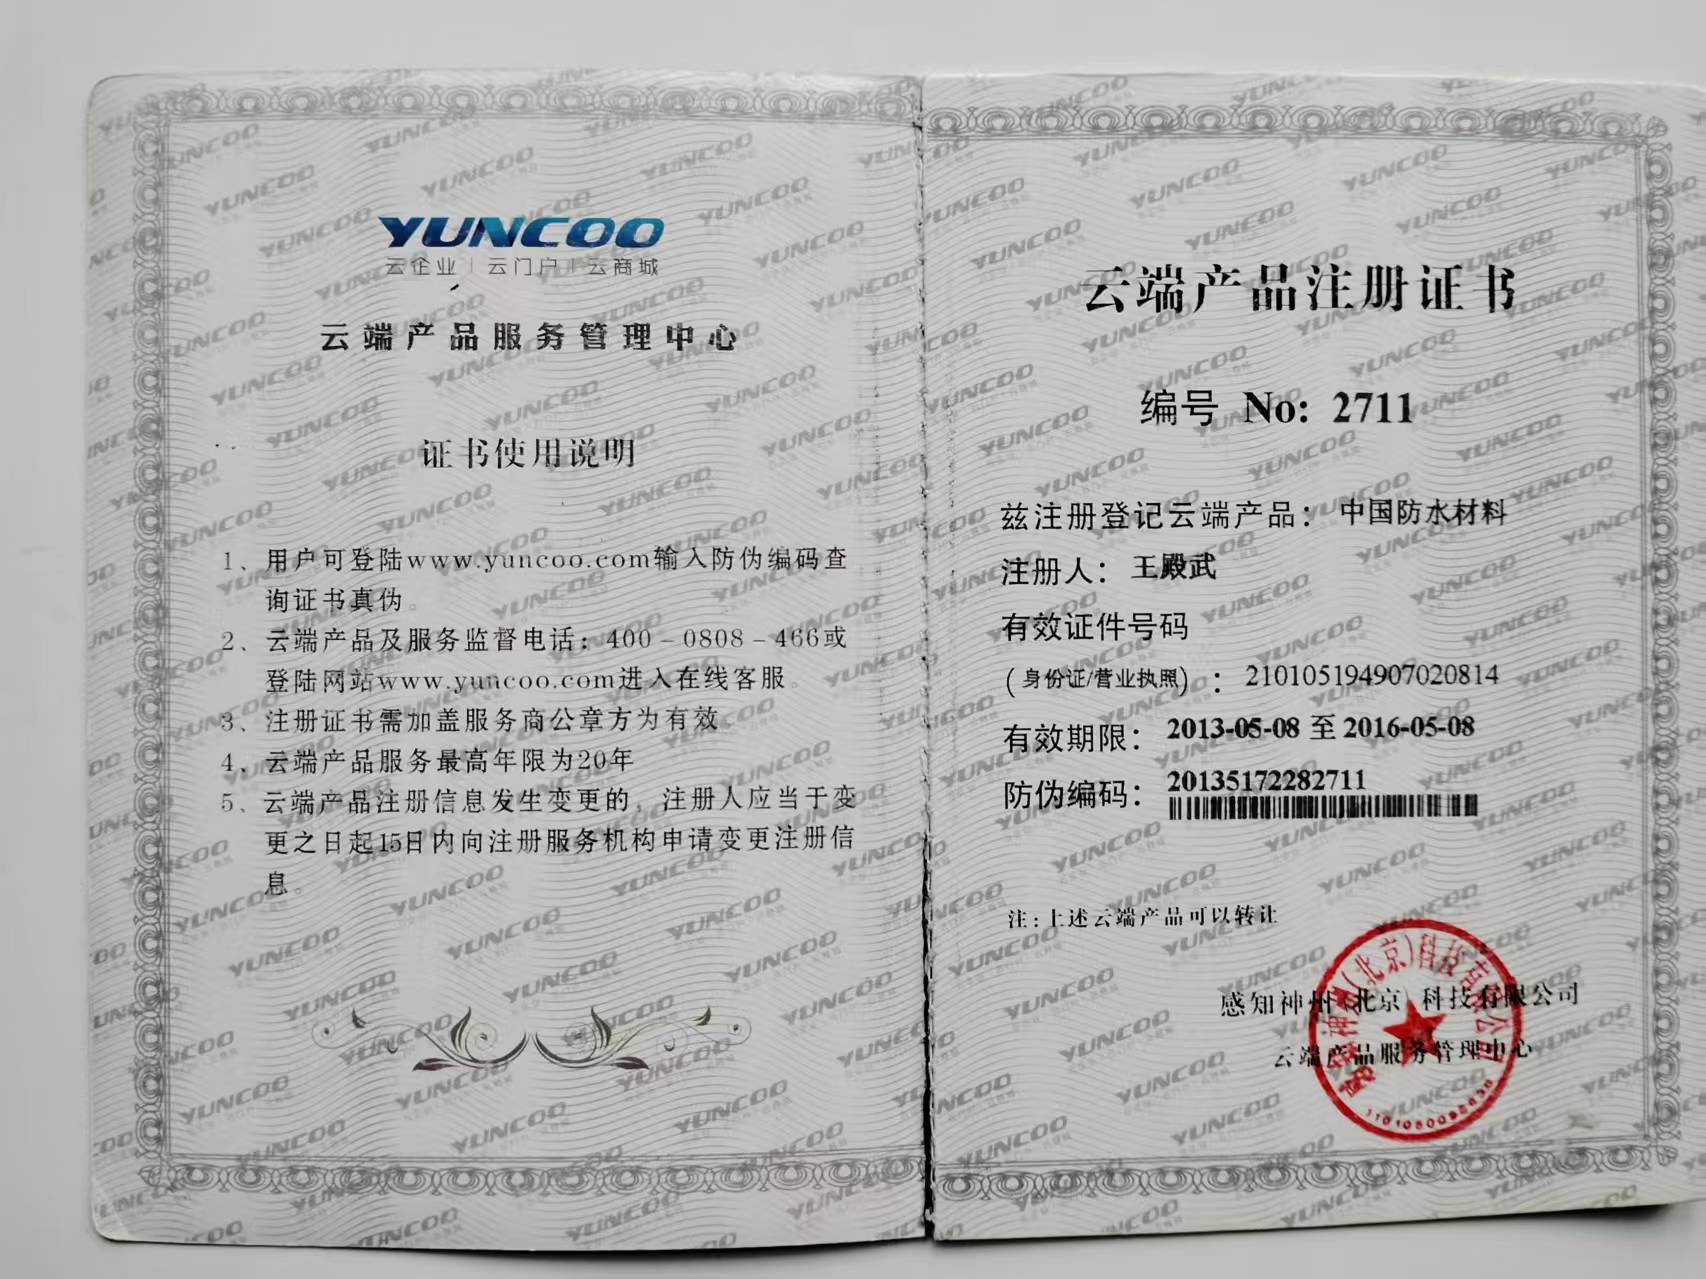 YUNCOO
云企业 | 云门户 | 云商城
云端产品服务管理中心
证书使用说明
1、用户可登陆www.yuncoo.com输入防伪编码查
询证书真伪。
2、云端产品及服务监督电话：400-0808-466或
登陆网站www.yuncoo.com进入在线客服。
3、注册证书需加盖服务商公章方为有效
4、云端产品服务最高年限为20年
5、云端产品注册信息发生变更的，注册人应当于变
更之日起15日内向注册服务机构申请变更注册信
息。
云端产品注册证书
编号 No: 2711
兹注册登记云端产品：中国防水材料
注册人：王殿武
有效证件号码
(身份证/营业执照)：210105194907020814
有效期限：2013-05-08 至 2016-05-08
防伪编码：20135172282711
注：上述云端产品可以转让
感知神州(北京)科技有限公司
云端产品服务管理中心
感知神州(北京)科技有限公司